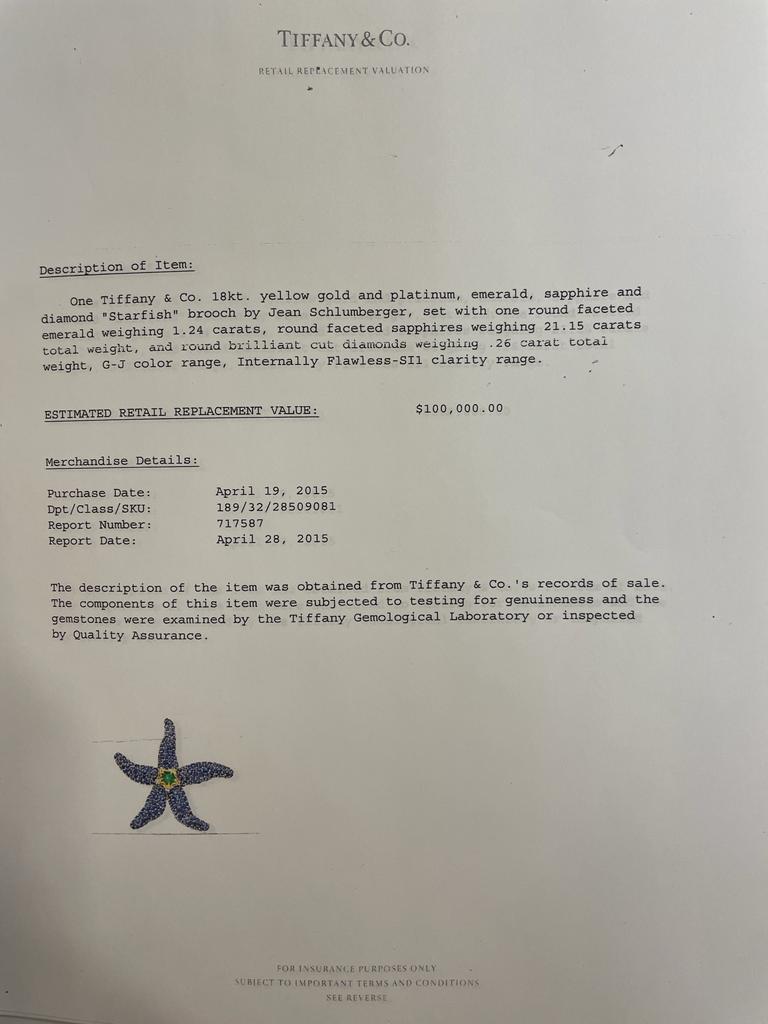 TIFFANY & CO.
RETAIL REPLACEMENT VALUATION
Description of Item:
One Tiffany & Co. 18kt. yellow gold and platinum, emerald, sapphire and
diamond "Starfish" brooch by Jean Schlumberger, set with one round faceted
emerald weighing 1.24 carats, round faceted sapphires weighing 21.15 carats
total weight, and round brilliant cut diamonds weighing .26 carat total
weight, G-J color range, Internally Flawless-SI1 clarity range.
ESTIMATED RETAIL REPLACEMENT VALUE: $100,000.00
Merchandise Details:
Purchase Date: April 19, 2015
Dpt/Class/SKU: 189/32/28509081
Report Number: 717587
Report Date: April 28, 2015
The description of the item was obtained from Tiffany & Co.'s records of sale.
The components of this item were subjected to testing for genuineness and the
gemstones were examined by the Tiffany Gemological Laboratory or inspected
by Quality Assurance.
FOR INSURANCE PURPOSES ONLY
SUBJECT TO IMPORTANT TERMS AND CONDITIONS
SEE REVERSE